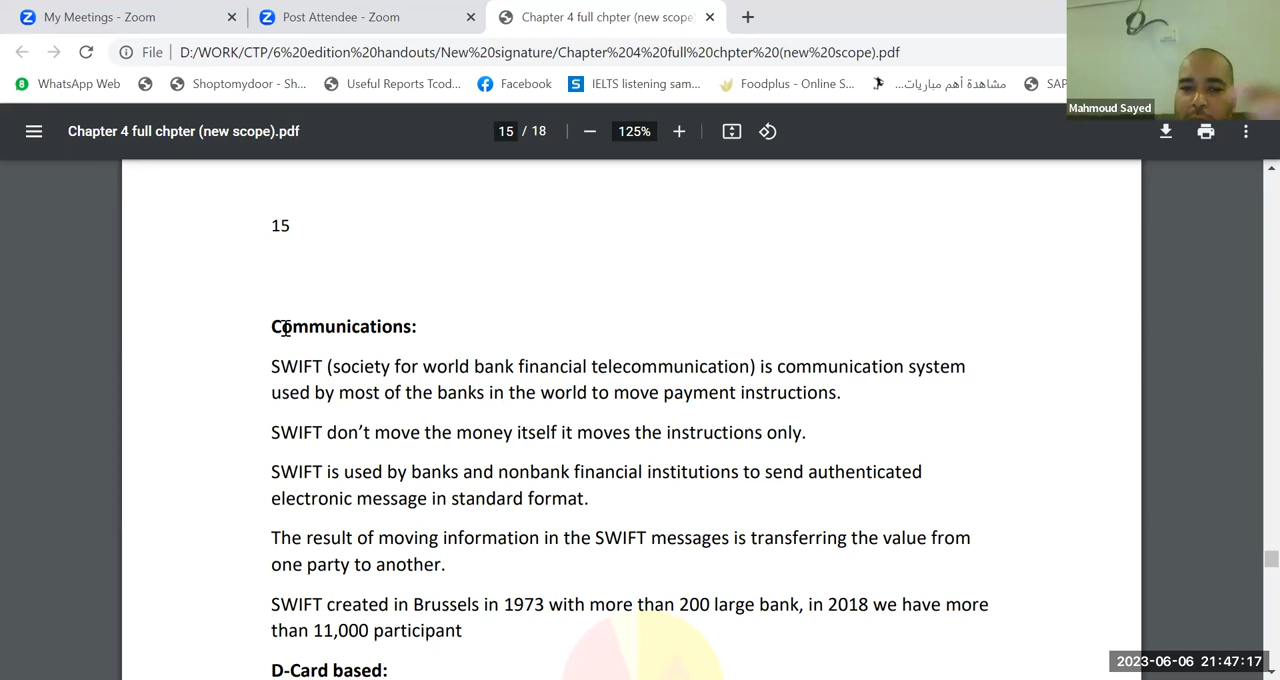 My Meetings - Zoom
Post Attendee - Zoom
Chapter 4 full chpter (new scope
File
D:/WORK/CTP/6%20edition%20handouts/New%20signature/Chapter%204%20full%20chpter%20(new%20scope).pdf
WhatsApp Web
Shoptomydoor - Sh...
Useful Reports Tcod...
Facebook
S
IELTS listening sam...
Foodplus - Online S...
مشاهدة أهم مباريات...
SAP
Mahmoud Sayed
Chapter 4 full chpter (new scope).pdf
15 / 18
125%
15
Communications:
SWIFT (society for world bank financial telecommunication) is communication system
used by most of the banks in the world to move payment instructions.
SWIFT don’t move the money itself it moves the instructions only.
SWIFT is used by banks and nonbank financial institutions to send authenticated
electronic message in standard format.
The result of moving information in the SWIFT messages is transferring the value from
one party to another.
SWIFT created in Brussels in 1973 with more than 200 large bank, in 2018 we have more
than 11,000 participant
D-Card based:
2023-06-06 21:47:17